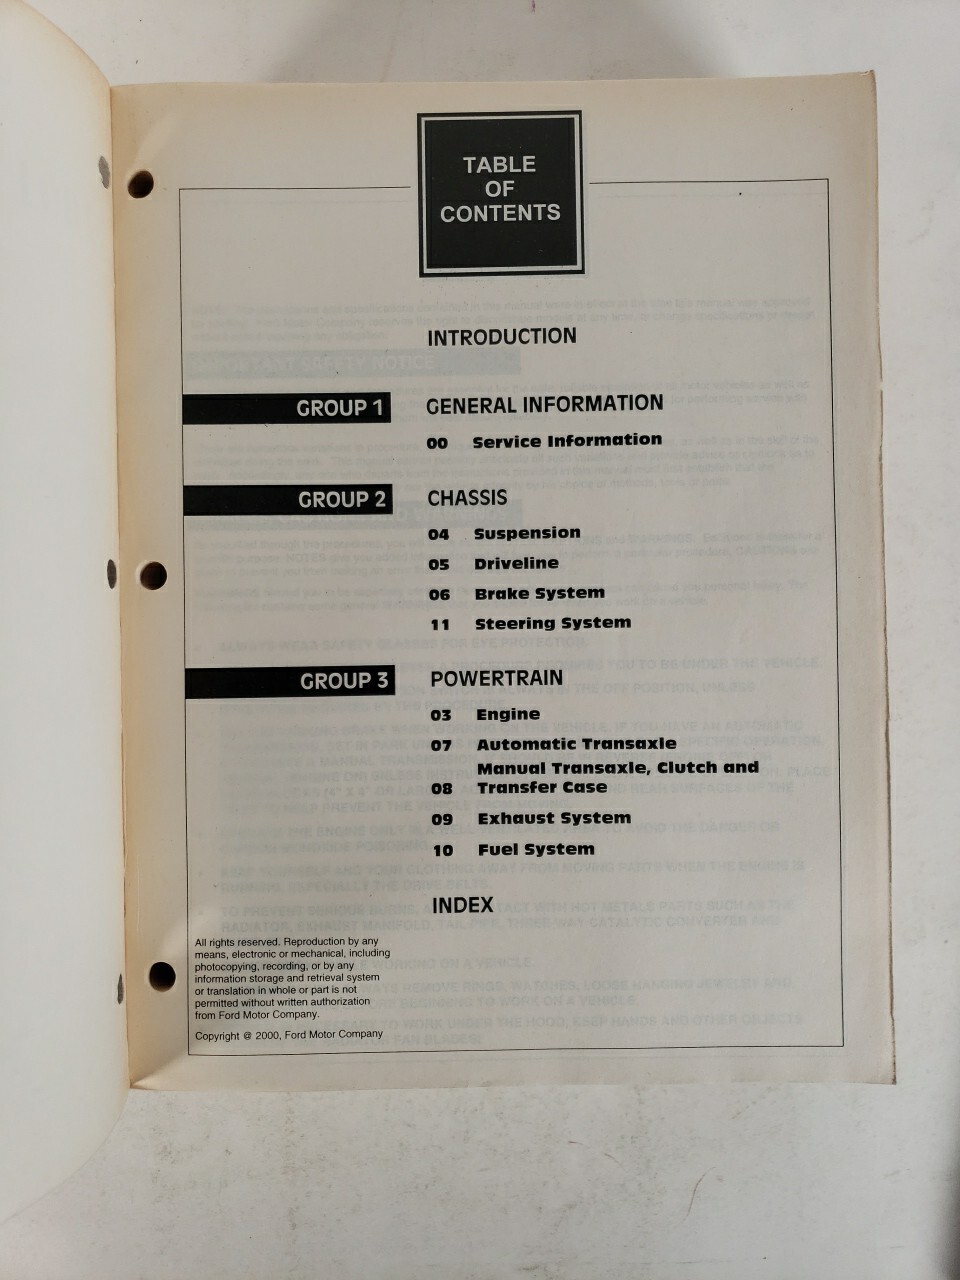 TABLE
OF
CONTENTS
INTRODUCTION
GROUP 1
GENERAL INFORMATION
00 Service Information
GROUP 2
CHASSIS
04 Suspension
05 Driveline
06 Brake System
11 Steering System
GROUP 3
POWERTRAIN
03 Engine
07 Automatic Transaxle
Manual Transaxle, Clutch and
08 Transfer Case
09 Exhaust System
10 Fuel System
INDEX
All rights reserved. Reproduction by any
means, electronic or mechanical, including
photocopying, recording, or by any
information storage and retrieval system
or translation in whole or part is not
permitted without written authorization
from Ford Motor Company.
Copyright @ 2000, Ford Motor Company